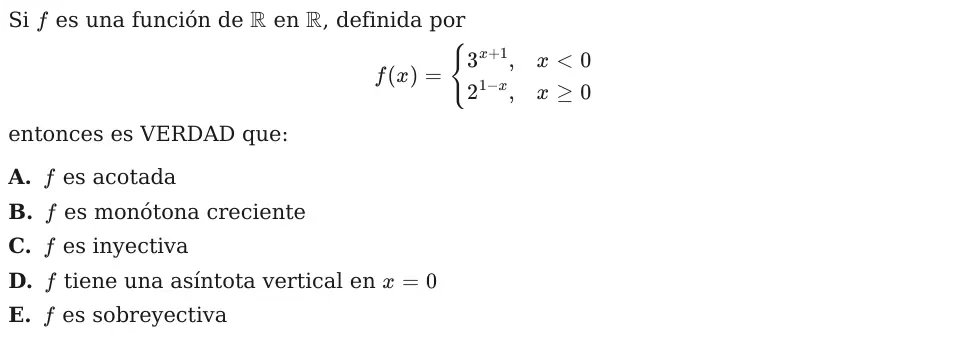 Si f es una función de ℝ en ℝ, definida por
f(x) = { 3^{x+1}, x < 0
2^{1−x}, x ≥ 0
entonces es VERDAD que:
A. f es acotada
B. f es monótona creciente
C. f es inyectiva
D. f tiene una asíntota vertical en x = 0
E. f es sobreyectiva